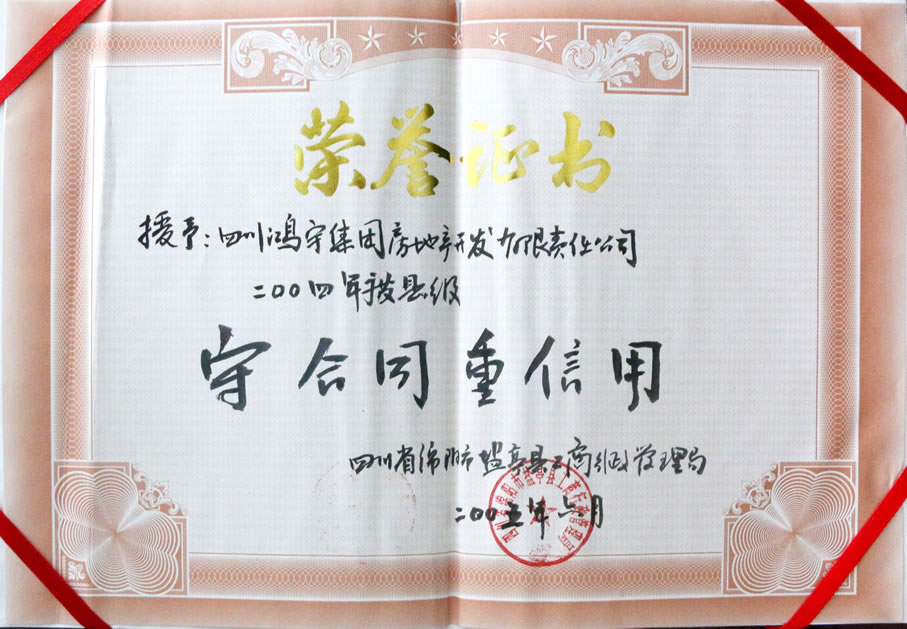 荣誉证书
授予:四川鸿宇集团房地产开发有限责任公司
二00四年度县级
守合同重信用
四川省绵阳市盐亭县工商行政管理局
二00五年六月